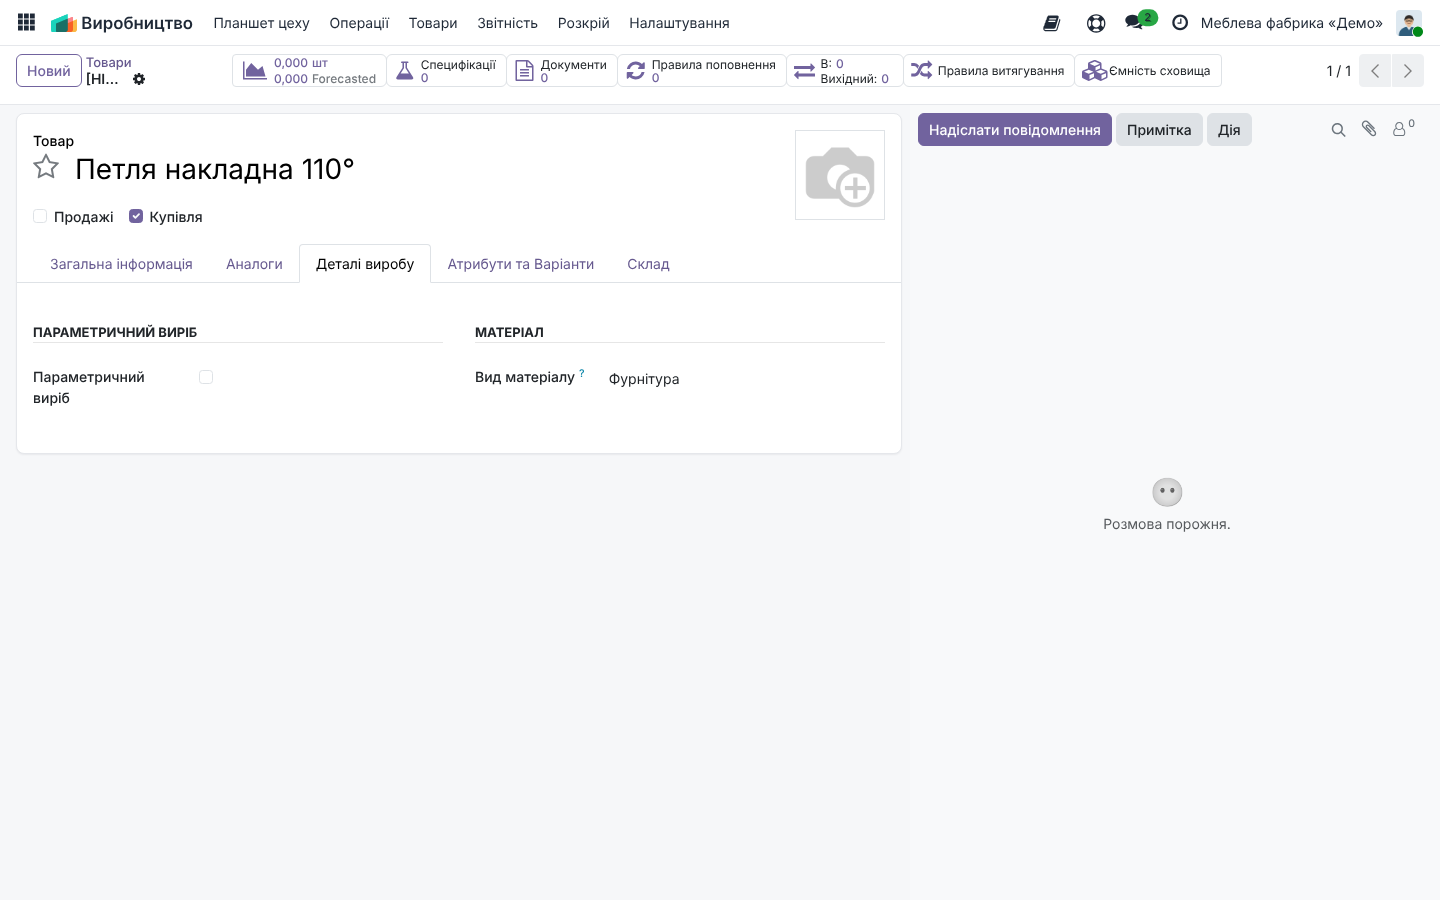 Виробництво
Планшет цеху
Операції
Товари
Звітність
Розкрій
Налаштування
2
Меблева фабрика «Демо»
Новий
Товари
[HI...
0,000 шт
0,000 Forecasted
Специфікації
0
Документи
0
Правила поповнення
0
В: 0
Вихідний: 0
Правила витягування
Ємність сховища
1 / 1
Товар
Петля накладна 110°
Продажі
Купівля
Загальна інформація
Аналоги
Деталі виробу
Атрибути та Варіанти
Склад
ПАРАМЕТРИЧНИЙ ВИРІБ
Параметричний
виріб
МАТЕРІАЛ
Вид матеріалу ?
Фурнітура
Надіслати повідомлення
Примітка
Дія
0
Розмова порожня.